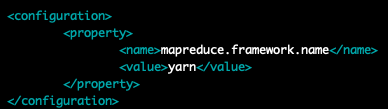 <configuration>
        <property>
                <name>mapreduce.framework.name</name>
                <value>yarn</value>
        </property>
</configuration>